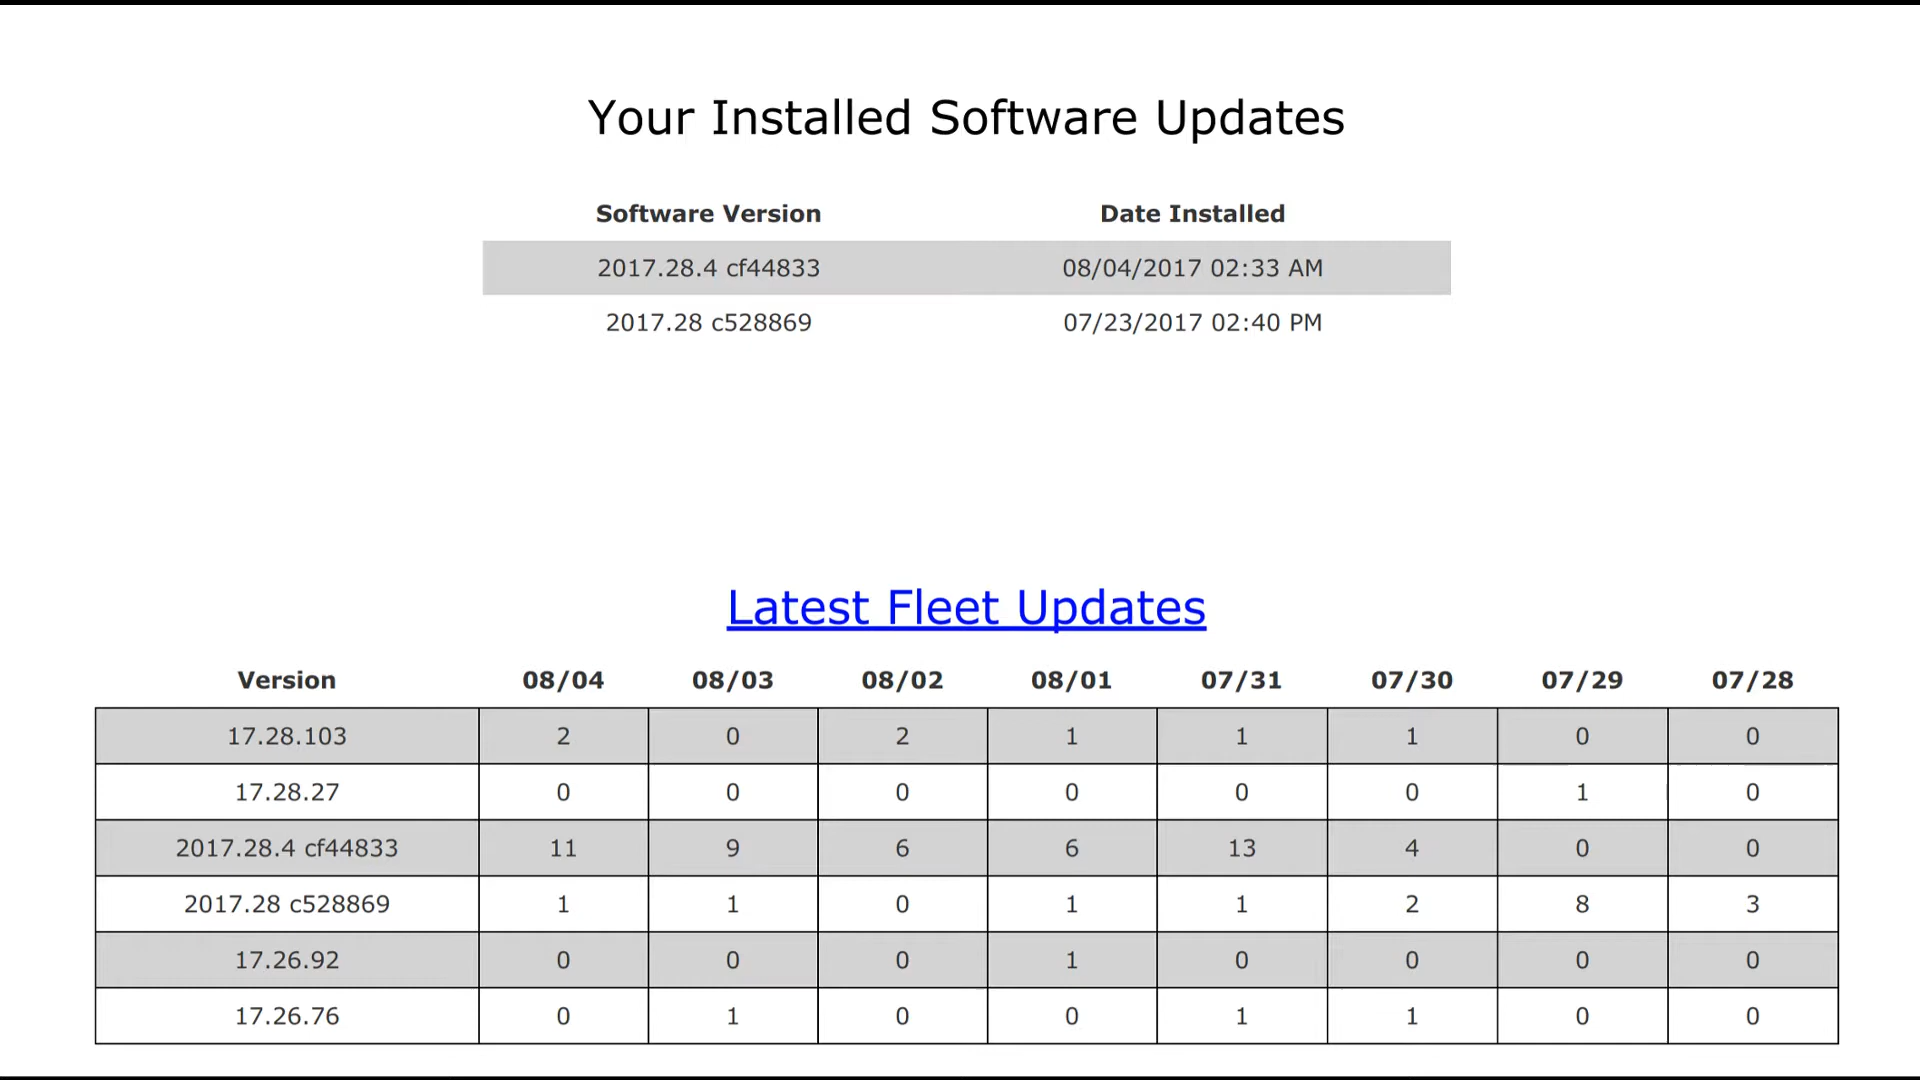 Your Installed Software Updates
Software Version Date Installed
2017.28.4 cf44833 08/04/2017 02:33 AM
2017.28 c528869 07/23/2017 02:40 PM
Latest Fleet Updates
Version 08/04 08/03 08/02 08/01 07/31 07/30 07/29 07/28
17.28.103 2 0 2 1 1 1 0 0
17.28.27 0 0 0 0 0 0 1 0
2017.28.4 cf44833 11 9 6 6 13 4 0 0
2017.28 c528869 1 1 0 1 1 2 8 3
17.26.92 0 0 0 1 0 0 0 0
17.26.76 0 1 0 0 1 1 0 0